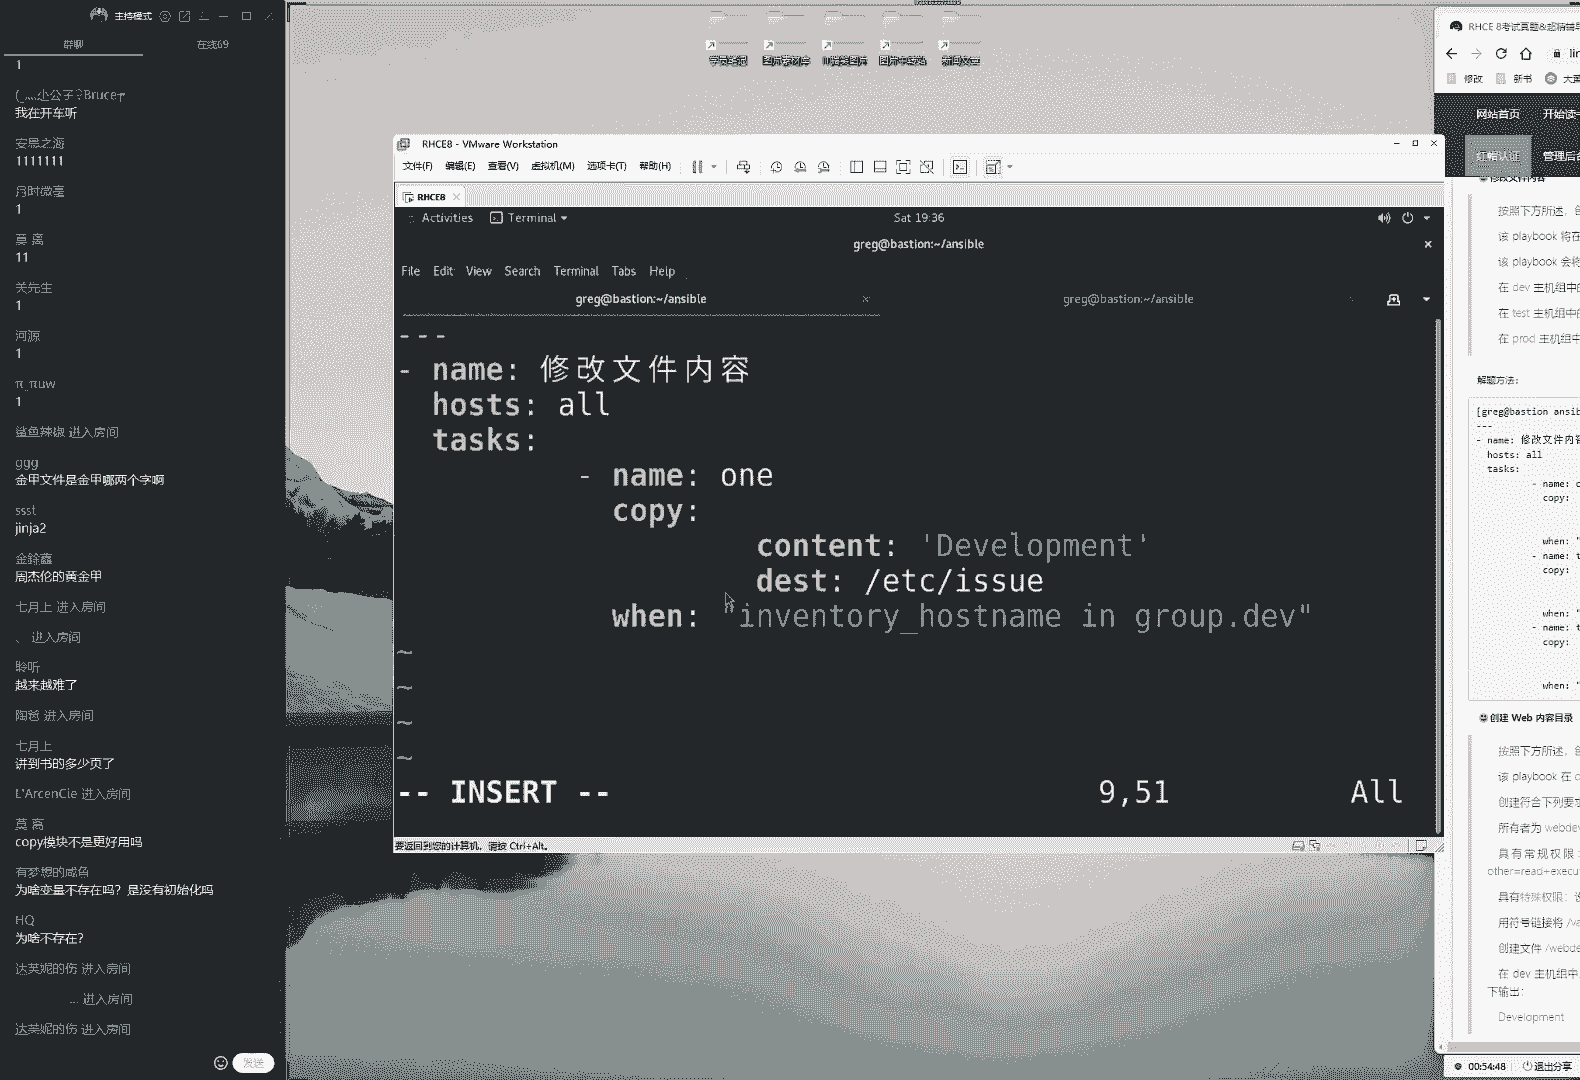 主持模式
群聊
在线69
1
我在开车听
安恩之海
1111111
月时微毫
1
莫 离
11
关先生
1
河源
1
1
鲨鱼辣椒 进入房间
ggg
金甲文件是金甲哪两个字啊
ssst
jinja2
金鎔鑫
周杰伦的黄金甲
七月上 进入房间
、 进入房间
聆听
越来越难了
陶爸 进入房间
七月上
讲到书的多少页了
L'ArcenCie 进入房间
莫 离
copy模块不是更好用吗
有梦想的咸鱼
为啥变量不存在吗？是没有初始化吗
HQ
为啥不存在？
达芙妮的伤 进入房间
... 进入房间
达芙妮的伤 进入房间
发送
RHCE8 - VMware Workstation
文件(F) 编辑(E) 查看(V) 虚拟机(M) 选项卡(T) 帮助(H)
RHCE8
Activities Terminal Sat 19:36
greg@bastion:~/ansible
File Edit View Search Terminal Tabs Help
greg@bastion:~/ansible greg@bastion:~/ansible
---
- name: 修改文件内容
hosts: all
tasks:
- name: one
copy:
content: 'Development'
dest: /etc/issue
when: "inventory_hostname in group.dev"
~
~
~
~
-- INSERT -- 9,51 All
要返回到您的计算机，请按 Ctrl+Alt。
RHCE 8考试真题&超精辅
修改 新书
网站首页 开始读
红帽认证 管理后
修改文件内容
按照下方所述，
该 playbook 将在
该 playbook 会将
在 dev 主机组中的
在 test 主机组中的
在 prod 主机组中
解题方法：
[greg@bastion ansib
---
- name: 修改文件内容
hosts: all
tasks:
- name:
copy:
when: "
- name: t
copy:
when: "
- name: t
copy:
when: "
创建 Web 内容目录
按照下方所述，
该 playbook 在
创建符合下列要求
所有者为 webdev
具有常规权限：
other=read+execu
具有特殊权限：
用符号链接将 /va
创建文件 /webde
在 dev 主机组中
下输出：
Development
00:54:48 退出分享